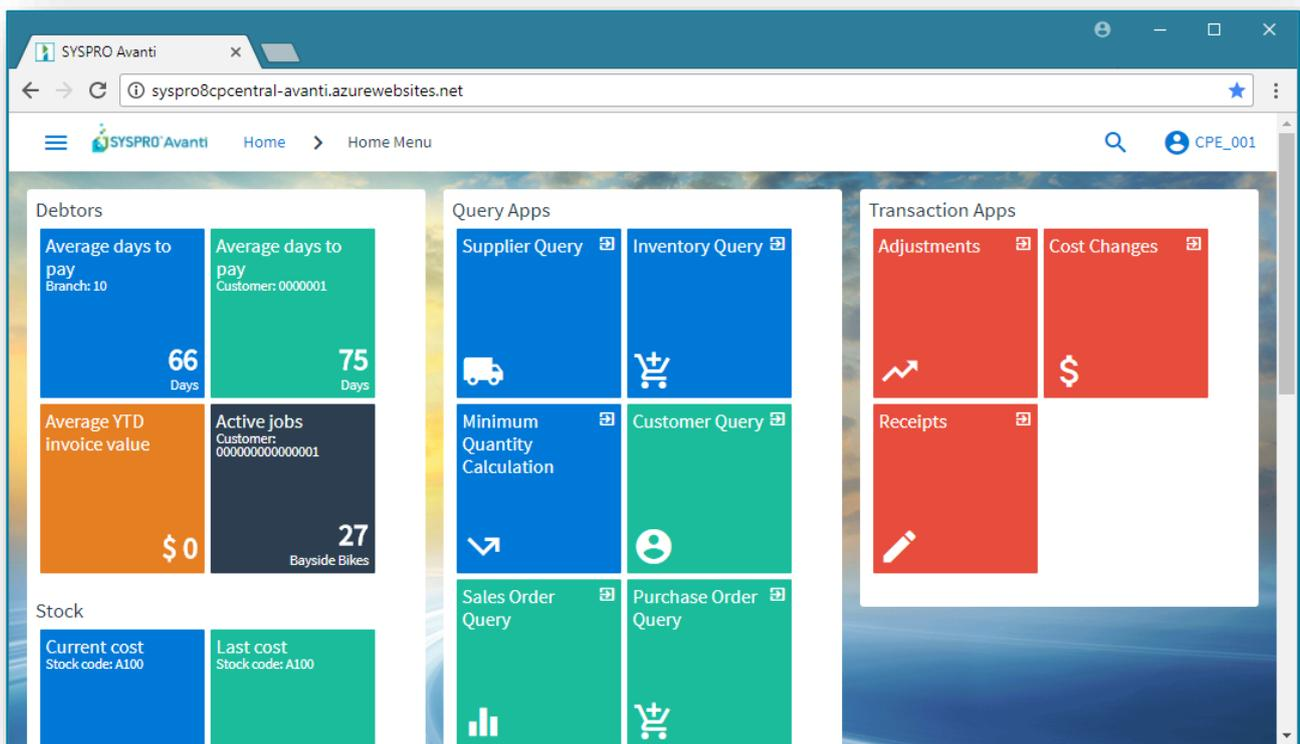 SYSPRO Avanti
syspro8cpcentral-avanti.azurewebsites.net
SYSPRO Avanti
Home
Home Menu
CPE_001
Debtors
Average days to
pay
Branch: 10
66
Days
Average days to
pay
Customer: 0000001
75
Days
Average YTD
invoice value
$ 0
Active jobs
Customer:
000000000000001
27
Bayside Bikes
Stock
Current cost
Stock code: A100
Last cost
Stock code: A100
Query Apps
Supplier Query
Inventory Query
Minimum
Quantity
Calculation
Customer Query
Sales Order
Query
Purchase Order
Query
Transaction Apps
Adjustments
Cost Changes
$
Receipts